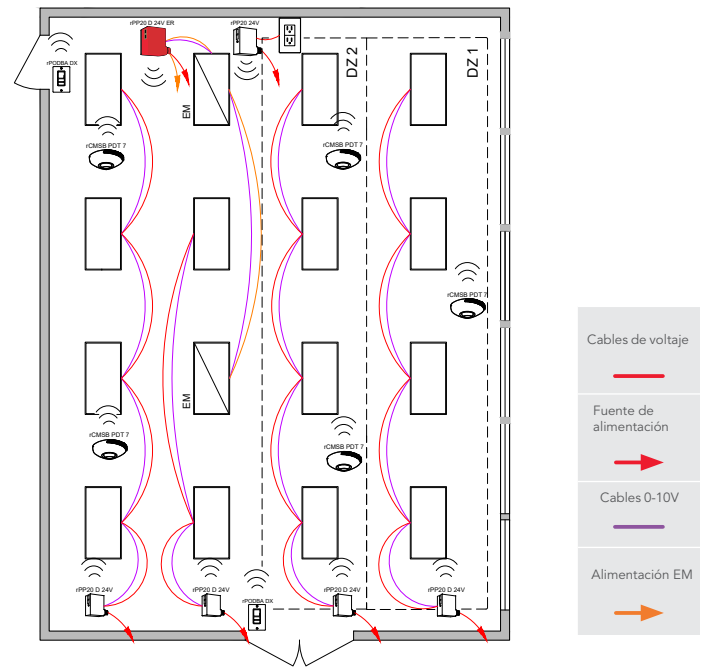 rPP20 D 24V ER
rPP20 24V
rPODBA DX
DZ 2
DZ 1
EM
rCMSB PDT 7
rCMSB PDT 7
rCMSB PDT 7
EM
rCMSB PDT 7
rCMSB PDT 7
rPP20 D 24V
rPP20 D 24V
rPODBA DX
rPP20 D 24V
rPP20 D 24V
Cables de voltaje
Fuente de
alimentación
Cables 0-10V
Alimentación EM